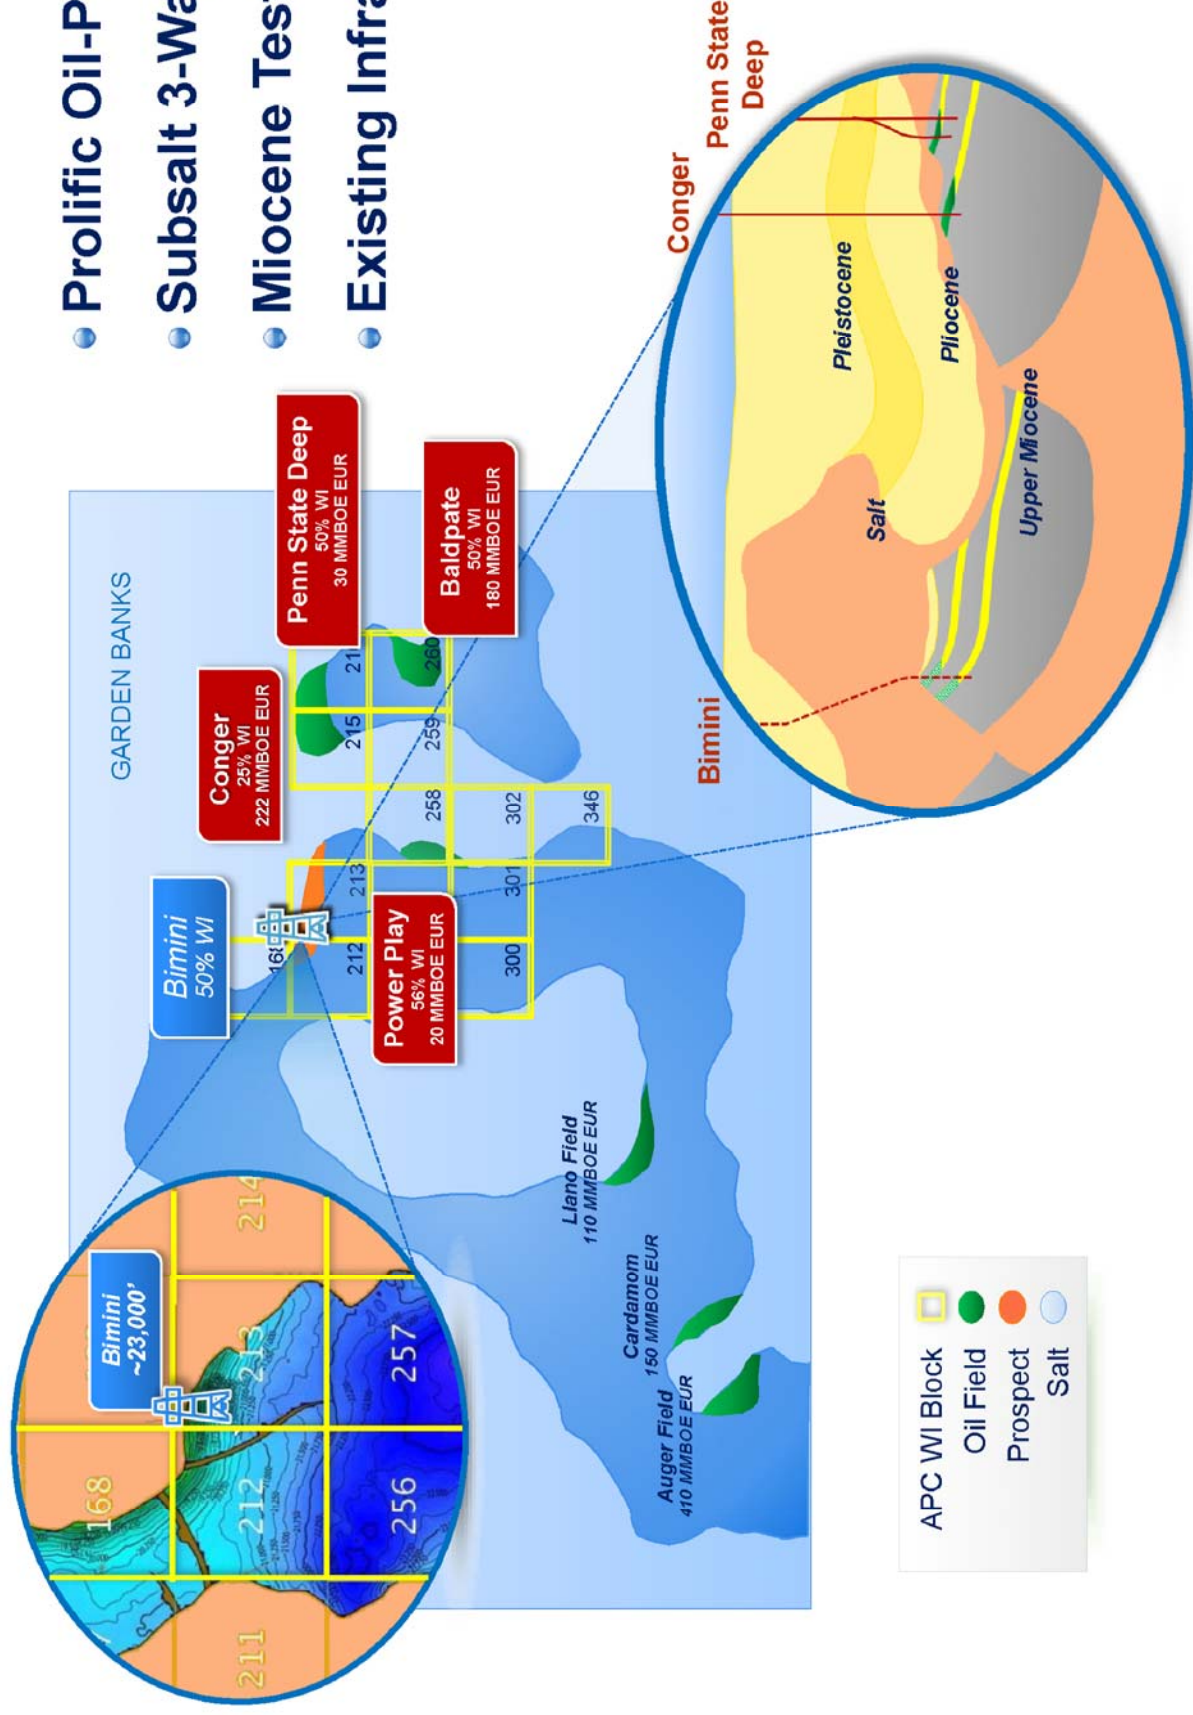 Prolific Oil-P
Subsalt 3-Wa
Miocene Tes
Existing Infra
GARDEN BANKS
Bimini
50% WI
Conger
25% WI
222 MMBOE EUR
Penn State Deep
50% WI
30 MMBOE EUR
Baldpate
50% WI
180 MMBOE EUR
Power Play
56% WI
20 MMBOE EUR
168
212
213
215
21
258
259
260
300
301
302
346
Llano Field
110 MMBOE EUR
Cardamom
150 MMBOE EUR
Auger Field
410 MMBOE EUR
Bimini
~23,000'
168
211
212
213
214
256
257
APC WI Block
Oil Field
Prospect
Salt
Bimini
Conger
Penn State
Deep
Pleistocene
Salt
Pliocene
Upper Miocene